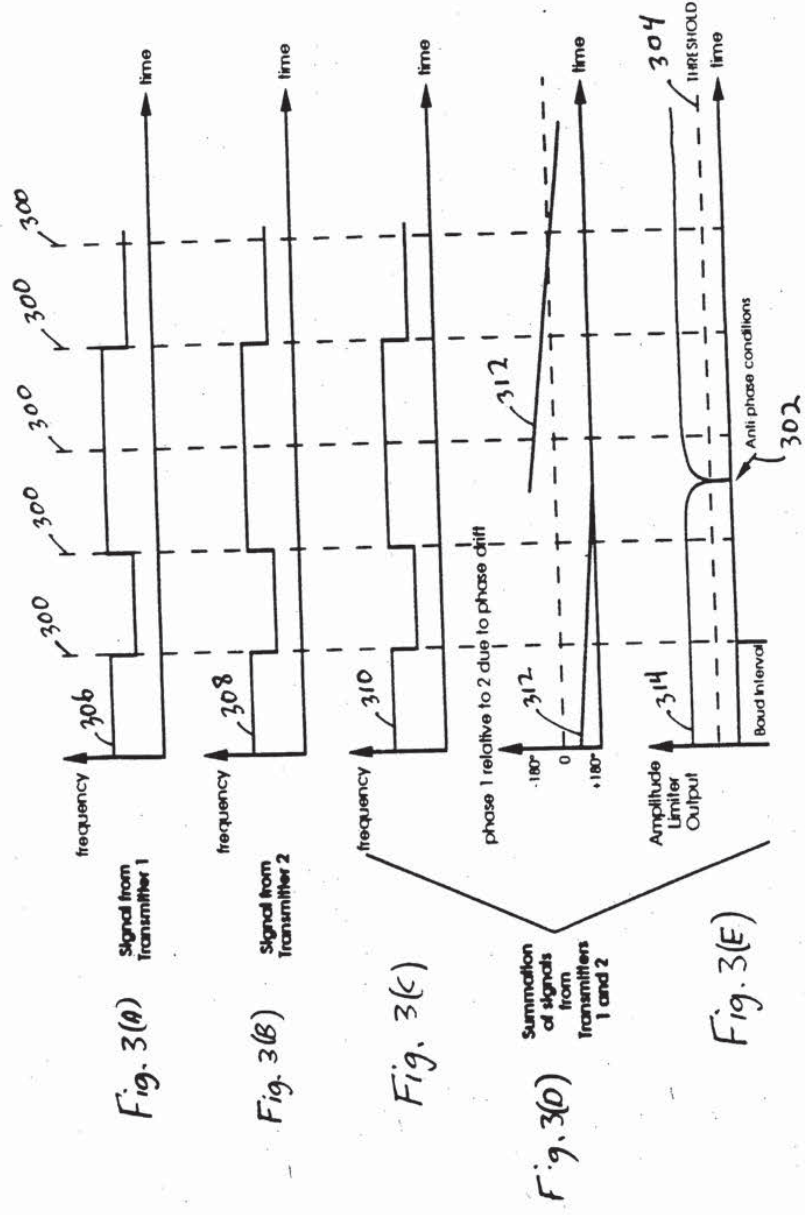 300
300
300
300
300
frequency
306
time
Signal from
Transmitter 1
Fig. 3(A)
frequency
308
time
Signal from
Transmitter 2
Fig. 3(B)
frequency
310
time
Fig. 3(C)
phase 1 relative to 2 due to phase drift
-180°
0
+180°
312
312
time
Summation
of signals
from
Transmitters
1 and 2
Fig. 3(D)
Amplitude
Limiter
Output
314
304
THRESHOLD
time
Baud Interval
Anti phase conditions
302
Fig. 3(E)